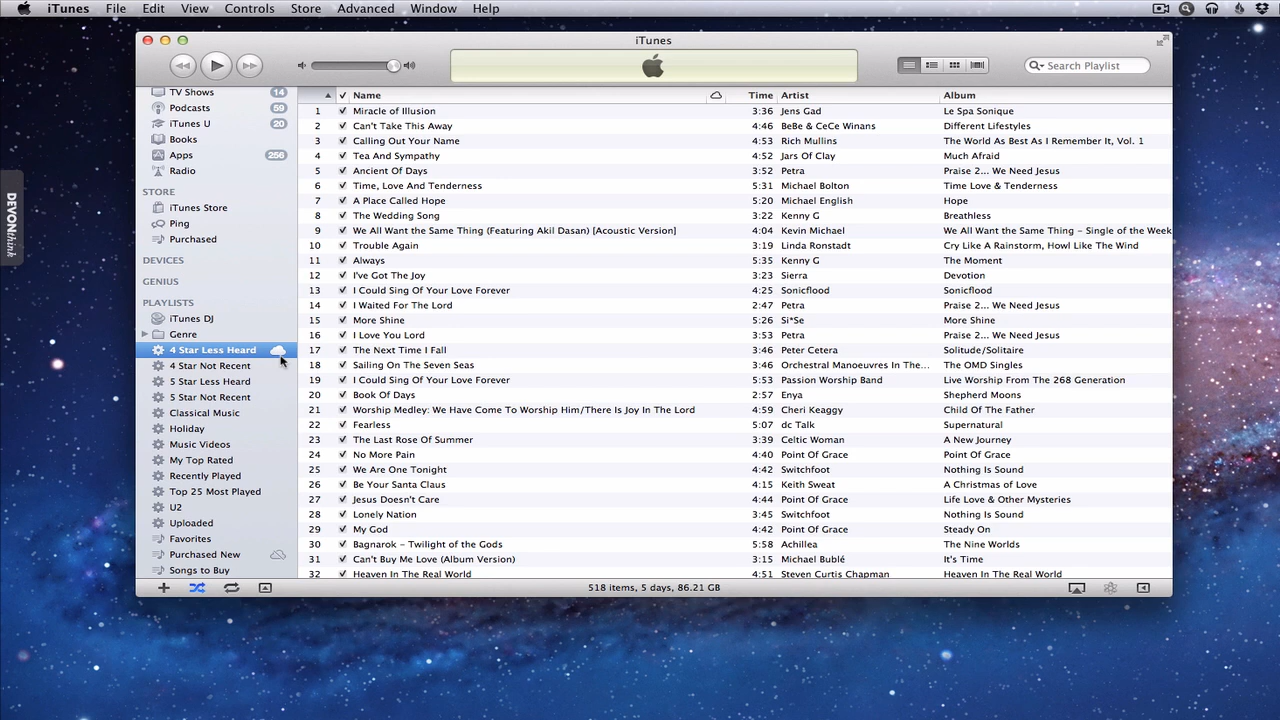 iTunes File Edit View Controls Store Advanced Window Help
iTunes
Search Playlist
DEVONthink
TV Shows 14
Podcasts 59
iTunes U 20
Books
Apps 256
Radio
STORE
iTunes Store
Ping
Purchased
DEVICES
GENIUS
PLAYLISTS
iTunes DJ
Genre
4 Star Less Heard
4 Star Not Recent
5 Star Less Heard
5 Star Not Recent
Classical Music
Holiday
Music Videos
My Top Rated
Recently Played
Top 25 Most Played
U2
Uploaded
Favorites
Purchased New
Songs to Buy
Name Time Artist Album
1 Miracle of Illusion 3:36 Jens Gad Le Spa Sonique
2 Can't Take This Away 4:46 BeBe & CeCe Winans Different Lifestyles
3 Calling Out Your Name 4:53 Rich Mullins The World As Best As I Remember It, Vol. 1
4 Tea And Sympathy 4:52 Jars Of Clay Much Afraid
5 Ancient Of Days 3:52 Petra Praise 2... We Need Jesus
6 Time, Love And Tenderness 5:31 Michael Bolton Time Love & Tenderness
7 A Place Called Hope 5:20 Michael English Hope
8 The Wedding Song 3:22 Kenny G Breathless
9 We All Want the Same Thing (Featuring Akil Dasan) [Acoustic Version] 4:04 Kevin Michael We All Want the Same Thing – Single of the Week
10 Trouble Again 3:19 Linda Ronstadt Cry Like A Rainstorm, Howl Like The Wind
11 Always 5:35 Kenny G The Moment
12 I've Got The Joy 3:23 Sierra Devotion
13 I Could Sing Of Your Love Forever 4:25 Sonicflood Sonicflood
14 I Waited For The Lord 2:47 Petra Praise 2... We Need Jesus
15 More Shine 5:26 Si*Se More Shine
16 I Love You Lord 3:53 Petra Praise 2... We Need Jesus
17 The Next Time I Fall 3:46 Peter Cetera Solitude/Solitaire
18 Sailing On The Seven Seas 3:46 Orchestral Manoeuvres In The... The OMD Singles
19 I Could Sing Of Your Love Forever 5:53 Passion Worship Band Live Worship From The 268 Generation
20 Book Of Days 2:57 Enya Shepherd Moons
21 Worship Medley: We Have Come To Worship Him/There Is Joy In The Lord 4:59 Cheri Keaggy Child Of The Father
22 Fearless 5:07 dc Talk Supernatural
23 The Last Rose Of Summer 3:39 Celtic Woman A New Journey
24 No More Pain 4:40 Point Of Grace Point Of Grace
25 We Are One Tonight 4:42 Switchfoot Nothing Is Sound
26 Be Your Santa Claus 4:15 Keith Sweat A Christmas of Love
27 Jesus Doesn't Care 4:44 Point Of Grace Life Love & Other Mysteries
28 Lonely Nation 3:45 Switchfoot Nothing Is Sound
29 My God 4:42 Point Of Grace Steady On
30 Bagnarok – Twilight of the Gods 5:58 Achillea The Nine Worlds
31 Can't Buy Me Love (Album Version) 3:15 Michael Bublé It's Time
32 Heaven In The Real World 4:51 Steven Curtis Chapman Heaven In The Real World
518 items, 5 days, 86.21 GB